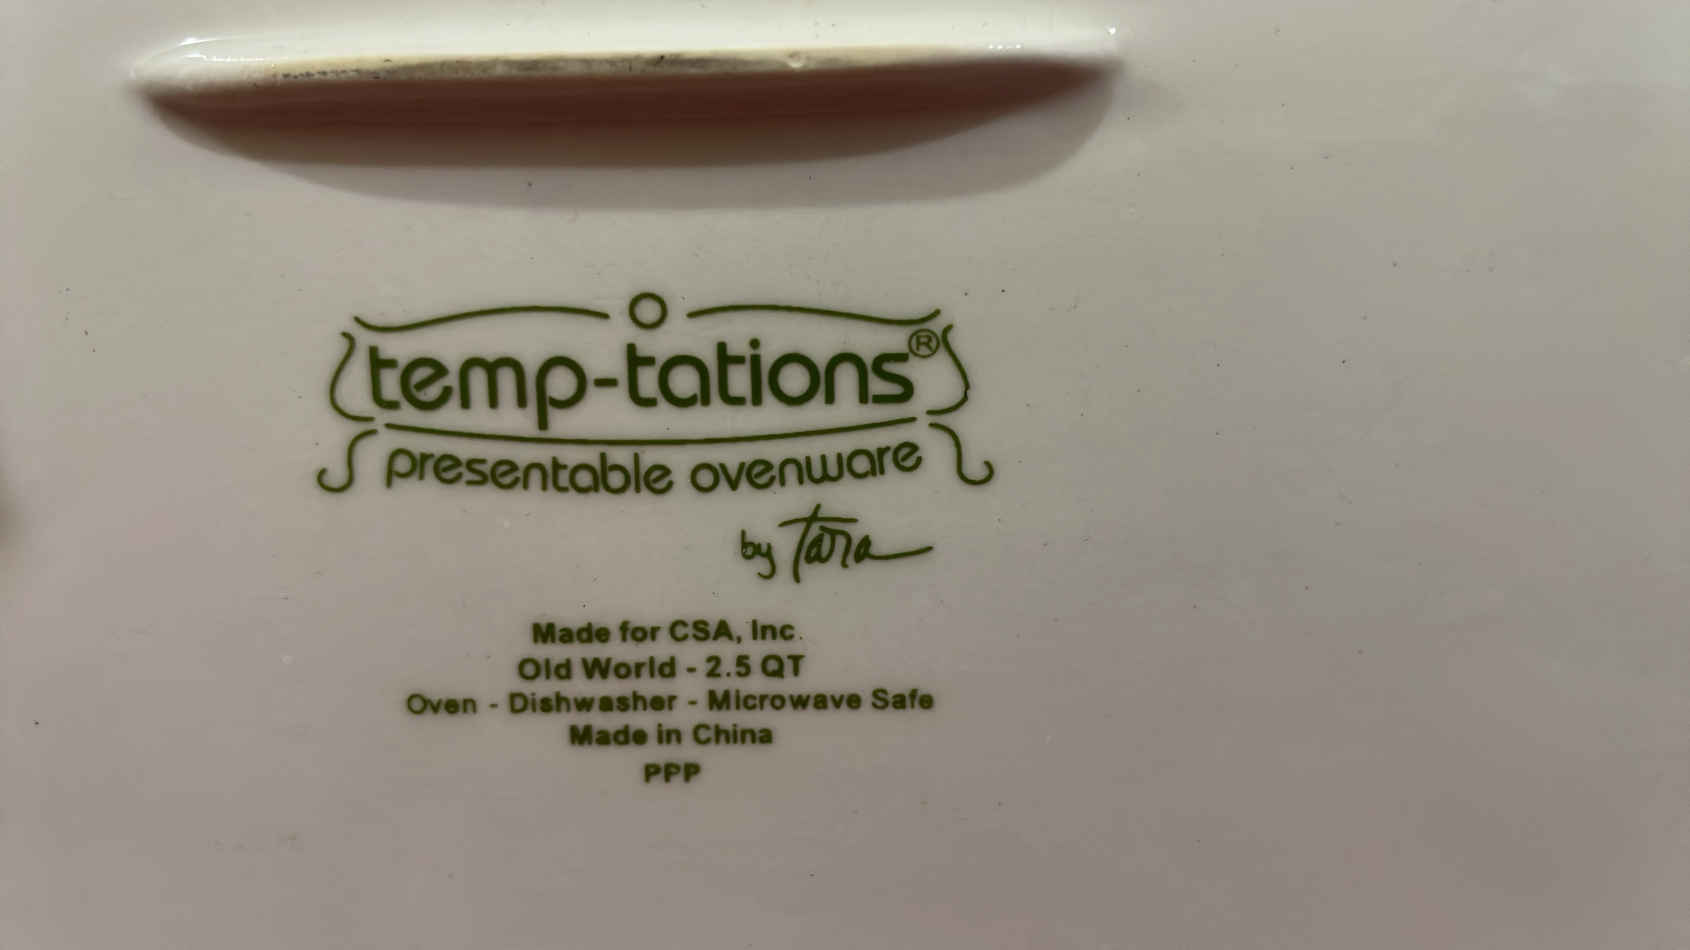 temp-tations®
presentable ovenware
by Tara
Made for CSA, Inc.
Old World - 2.5 QT
Oven - Dishwasher - Microwave Safe
Made in China
PPP